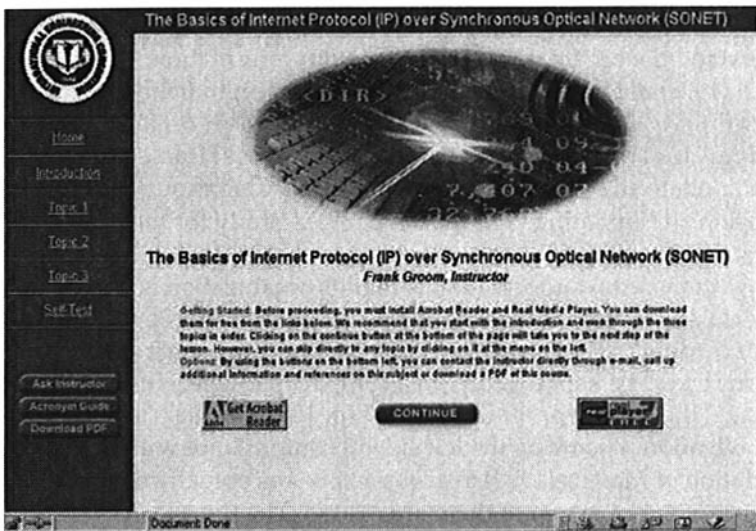 The Basics of Internet Protocol (IP) over Synchronous Optical Network (SONET)
<DIR>
Home
Introduction
Topic 1
Topic 2
Topic 3
Self-Test
Ask Instructor
Acronym Guide
Download PDF
The Basics of Internet Protocol (IP) over Synchronous Optical Network (SONET)
Frank Groom, Instructor
Getting Started: Before proceeding, you must install Acrobat Reader and Real Media Player. You can download
them for free from the links below. We recommend that you start with the introduction and work through the three
topics in order. Clicking on the continue button at the bottom of the page will take you to the next step of the
lesson. However, you can skip directly to any topic by clicking on it at the menu on the left.
Options: By using the buttons on the bottom left, you can contact the instructor directly through e-mail, call up
additional information and references on this subject or download a PDF of this course.
Get Acrobat
Reader
CONTINUE
real
player
FREE
Document: Done